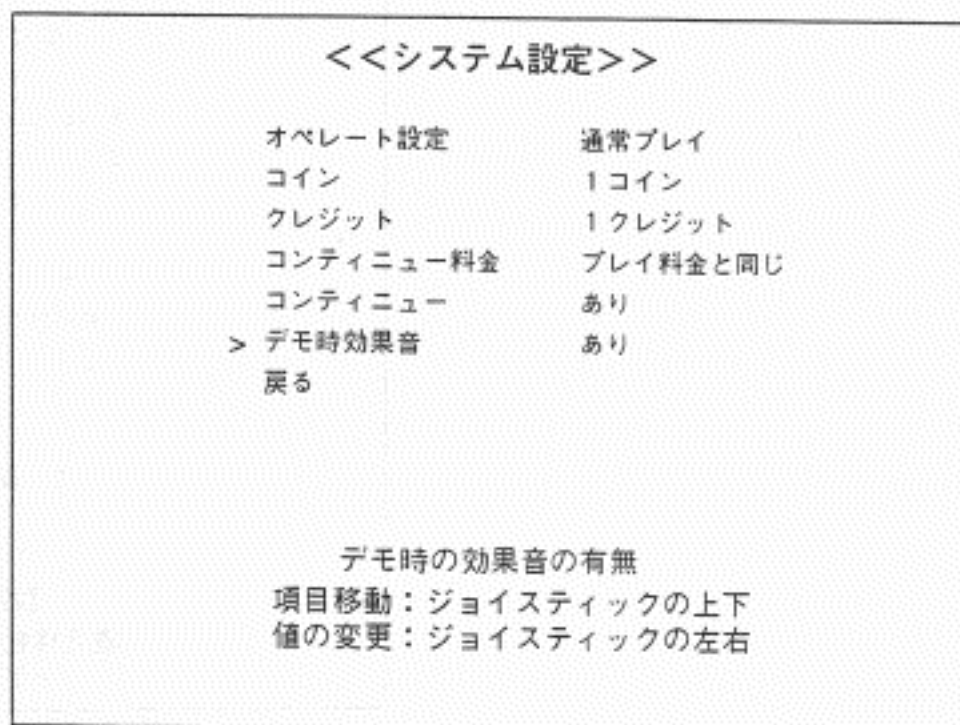 <<システム設定>>
オペレート設定 通常プレイ
コイン 1コイン
クレジット 1クレジット
コンティニュー料金 プレイ料金と同じ
コンティニュー あり
> デモ時効果音 あり
戻る
デモ時の効果音の有無
項目移動：ジョイスティックの上下
値の変更：ジョイスティックの左右